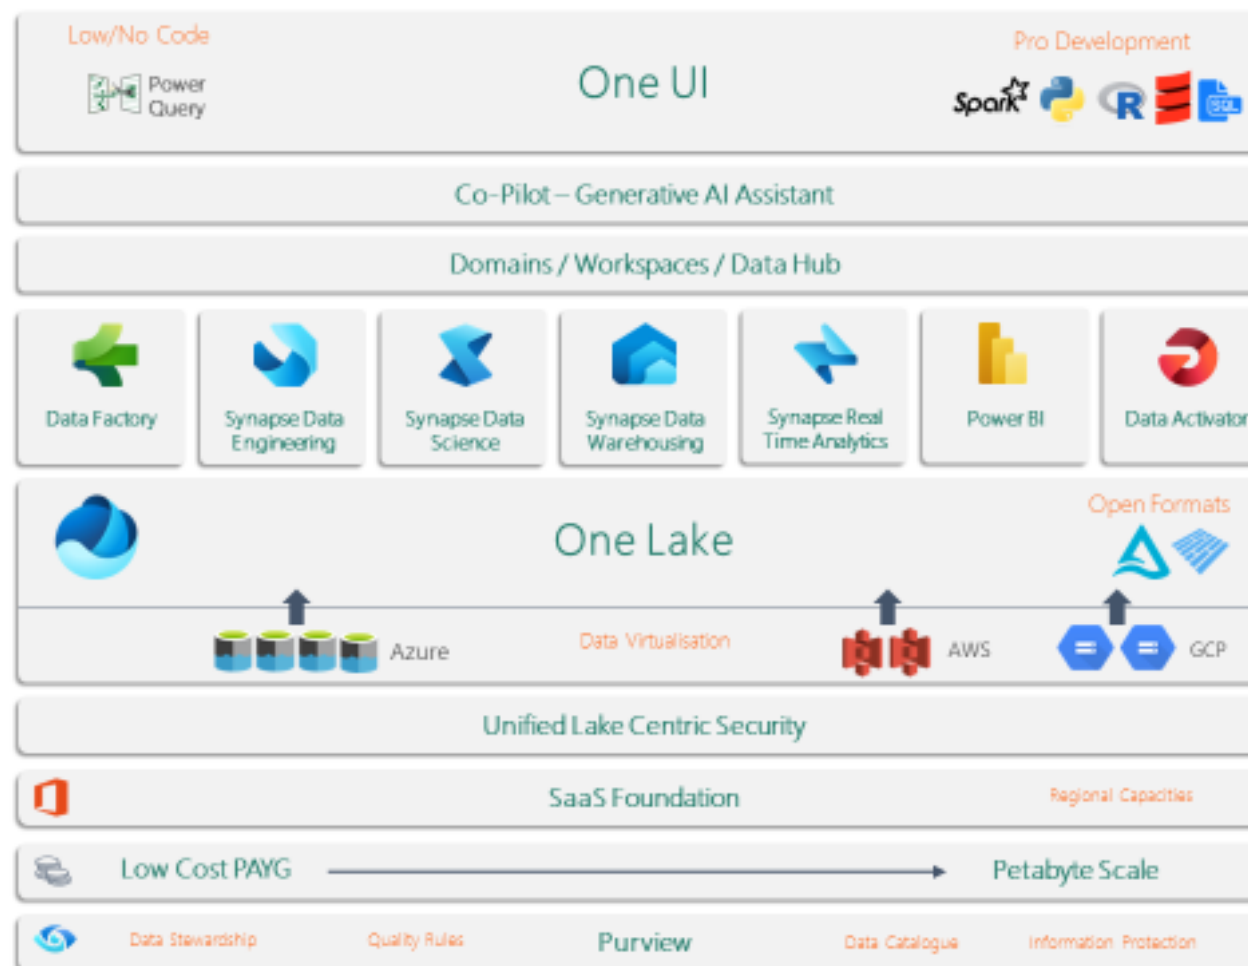 Low/No Code
Pro Development
Power
Query
One UI
Spark
R
SQL
Co-Pilot – Generative AI Assistant
Domains / Workspaces / Data Hub
Data Factory
Synapse Data
Engineering
Synapse Data
Science
Synapse Data
Warehousing
Synapse Real
Time Analytics
Power BI
Data Activator
Open Formats
One Lake
Azure
Data Virtualisation
AWS
GCP
Unified Lake Centric Security
SaaS Foundation
Regional Capacities
Low Cost PAYG
Petabyte Scale
Data Stewardship
Quality Rules
Purview
Data Catalogue
Information Protection